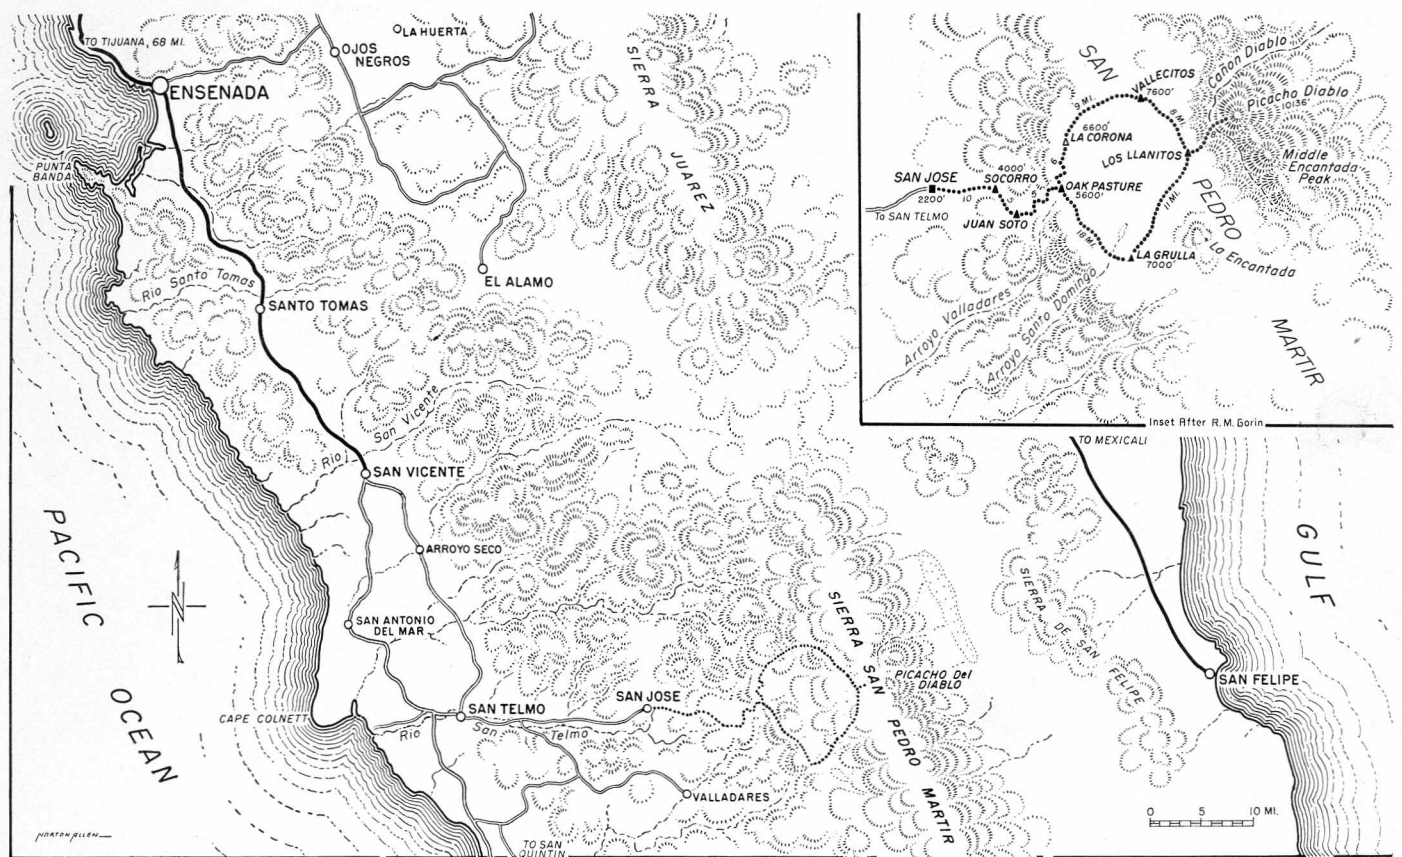 TO TIJUANA, 68 MI.
ENSENADA
OJOS
NEGROS
LA HUERTA
SIERRA
JUAREZ
PUNTA
BANDA
EL ALAMO
Rio Santo Tomas
SANTO TOMAS
Rio San Vicente
SAN VICENTE
ARROYO SECO
SAN ANTONIO
DEL MAR
PACIFIC
OCEAN
CAPE COLNETT
SAN TELMO
Rio San Telmo
SAN JOSE
VALLADARES
TO SAN
QUINTIN
SIERRA SAN PEDRO MARTIR
PICACHO Del
DIABLO
SIERRA DE SAN FELIPE
TO MEXICALI
SAN FELIPE
GULF
0 5 10 MI.
NORTON ALLEN
SAN
PEDRO
MARTIR
VALLECITOS
7600'
Cañon Diablo
Picacho Diablo
10136'
9 MI.
8 MI.
6600'
LA CORONA
LOS LLANITOS
Middle
Encantada
Peak
6
SAN JOSE
2200'
TO SAN TELMO
10
4000'
SOCORRO
5
5
JUAN SOTO
OAK PASTURE
5600'
11 MI.
18 MI.
LA GRULLA
7000'
La Encantada
Arroyo Valladares
Arroyo Santo Domingo
Inset After R. M. Gorin